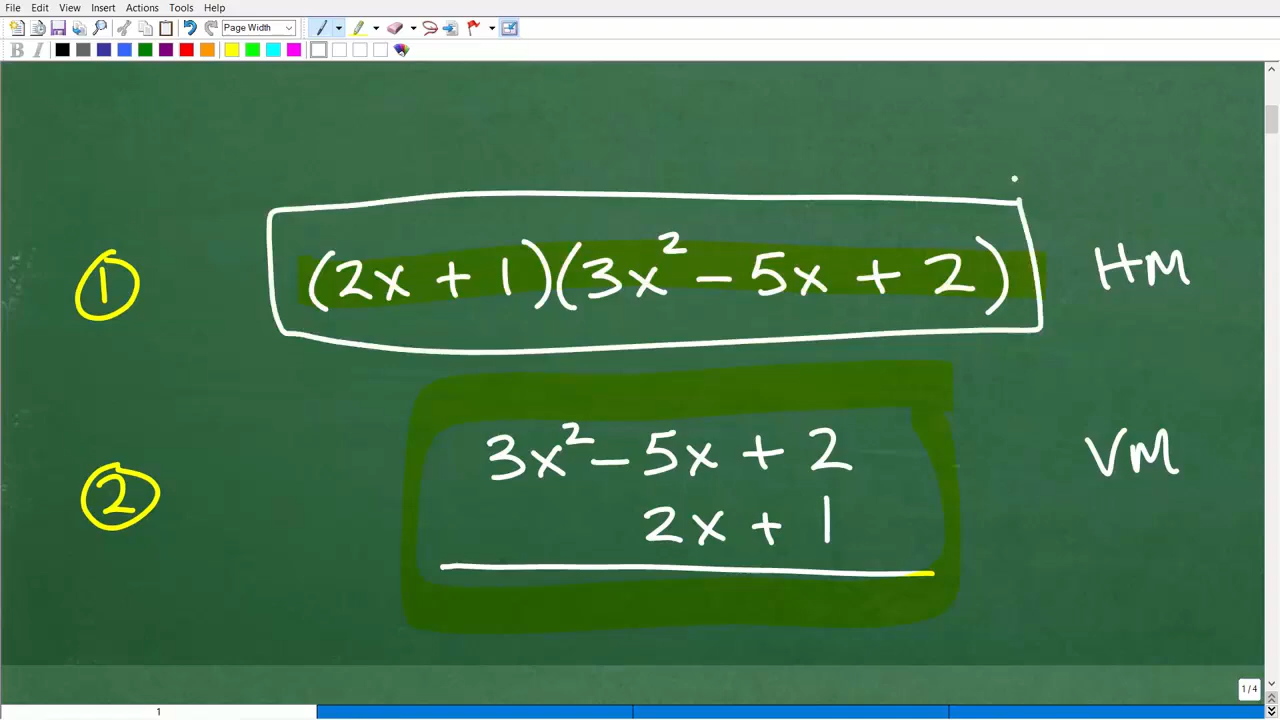 File Edit View Insert Actions Tools Help
Page Width
B I
① (2x + 1)(3x² − 5x + 2) HM
3x² − 5x + 2 VM
② 2x + 1
1/4
1